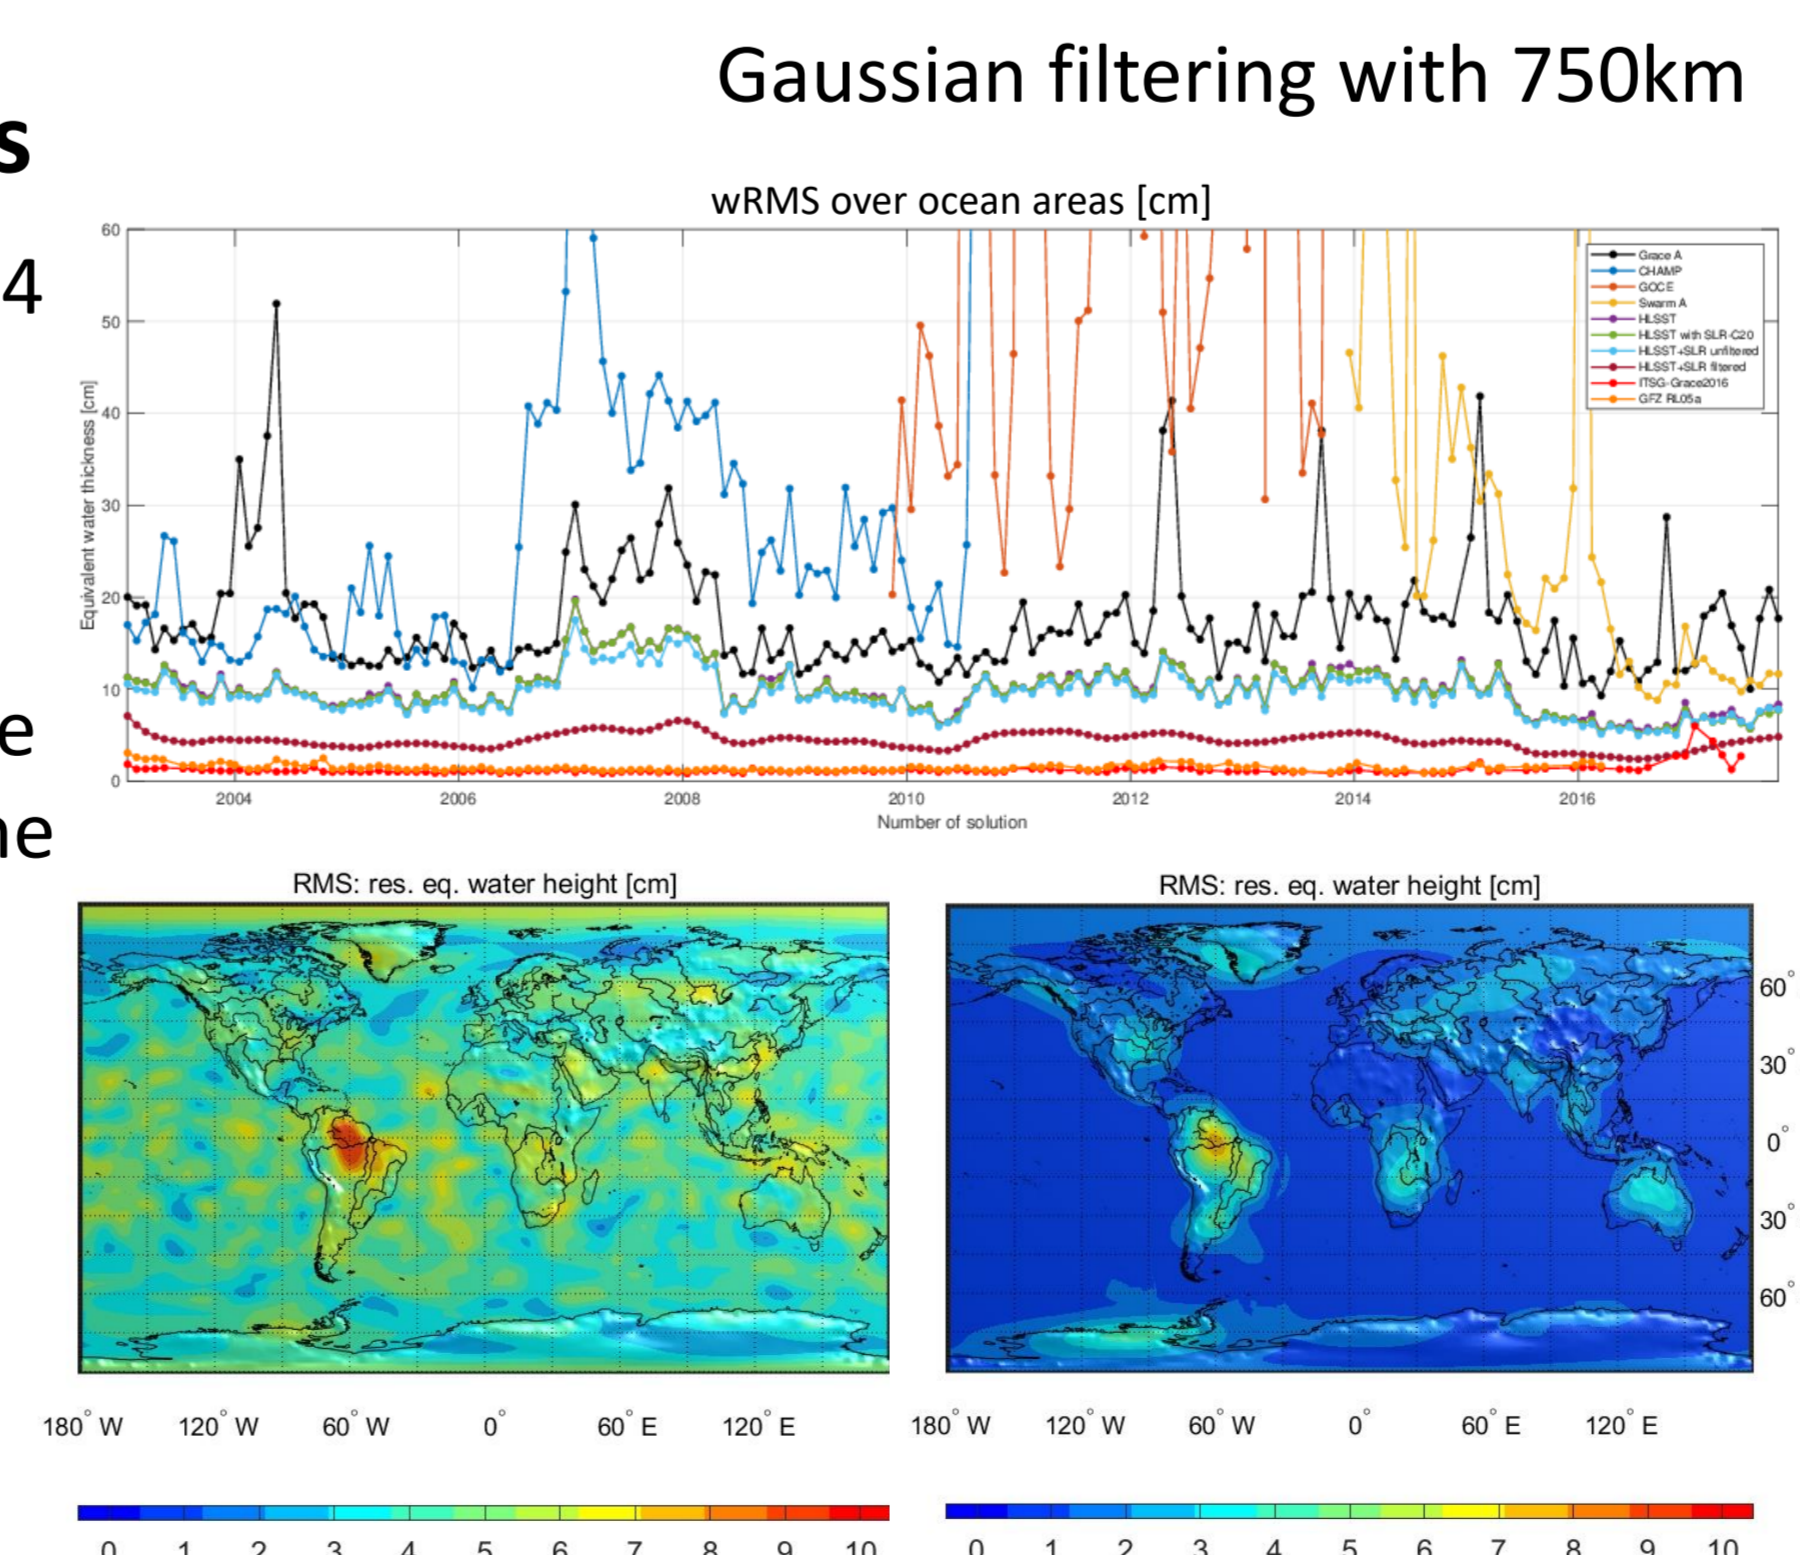 Gaussian filtering with 750km
s
4
e
ne
wRMS over ocean areas [cm]
Equivalent water thickness [cm]
60
50
40
30
20
10
0
2004 2006 2008 2010 2012 2014 2016
Number of solution
Grace A
CHAMP
GOCE
Swarm A
HLSST
HLSST with SLR-C20
HLSST+SLR unfiltered
HLSST+SLR filtered
ITSG-Grace2016
GFZ RL05a
RMS: res. eq. water height [cm]
180° W 120° W 60° W 0° 60° E 120° E
0 1 2 3 4 5 6 7 8 9 10
RMS: res. eq. water height [cm]
60°
30°
0°
30°
60°
180° W 120° W 60° W 0° 60° E 120° E
0 1 2 3 4 5 6 7 8 9 10